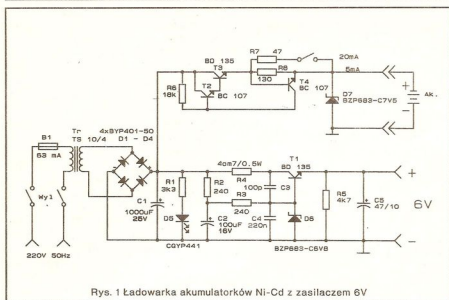 R7 47
20mA
BD 135
T3
R8
130
5mA
T2
BC 107
R6
18k
T4
BC 107
D7
BZP683-C7V5
Ak.
Tr
TS 10/4
4xBYP401-50
D1 - D4
B1
63 mA
4om7/0.5W
R4
T1
BD 135
+
R1
3k3
R2
240
100p
C3
R3
240
R5
4k7
C5
47/10
6V
Wył
C1
1000uF
25V
D5
C2
100uF
16V
C4
220n
D6
-
CQYP441
BZP683-C6V8
220V 50Hz
Rys. 1 Ładowarka akumulatorków Ni-Cd z zasilaczem 6V